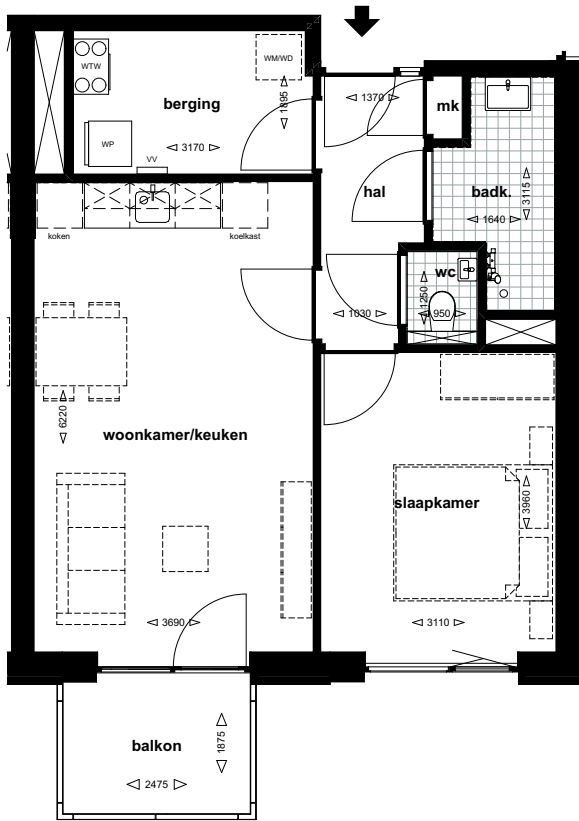 WTW
WM/WD
berging
1895
1370
mk
WP
3170
VV
hal
badk.
3115
1640
koken
koelkast
wc
1250
950
1030
6220
woonkamer/keuken
slaapkamer
3960
3690
3110
balkon
1875
2475